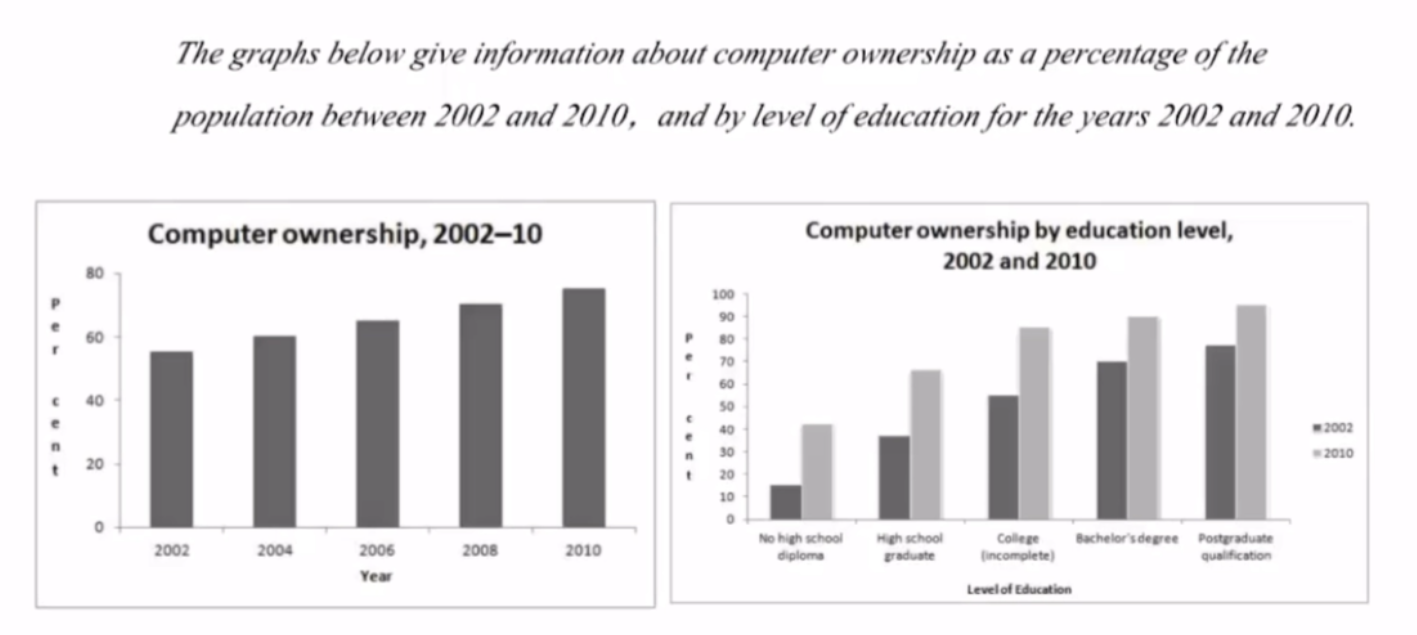 The graphs below give information about computer ownership as a percentage of the
population between 2002 and 2010， and by level of education for the years 2002 and 2010.
Computer ownership, 2002–10
Per cent
80
60
40
20
0
2002 2004 2006 2008 2010
Year
Computer ownership by education level,
2002 and 2010
Per cent
100
90
80
70
60
50
40
30
20
10
0
No high school diploma
High school graduate
College (incomplete)
Bachelor's degree
Postgraduate qualification
Level of Education
2002
2010